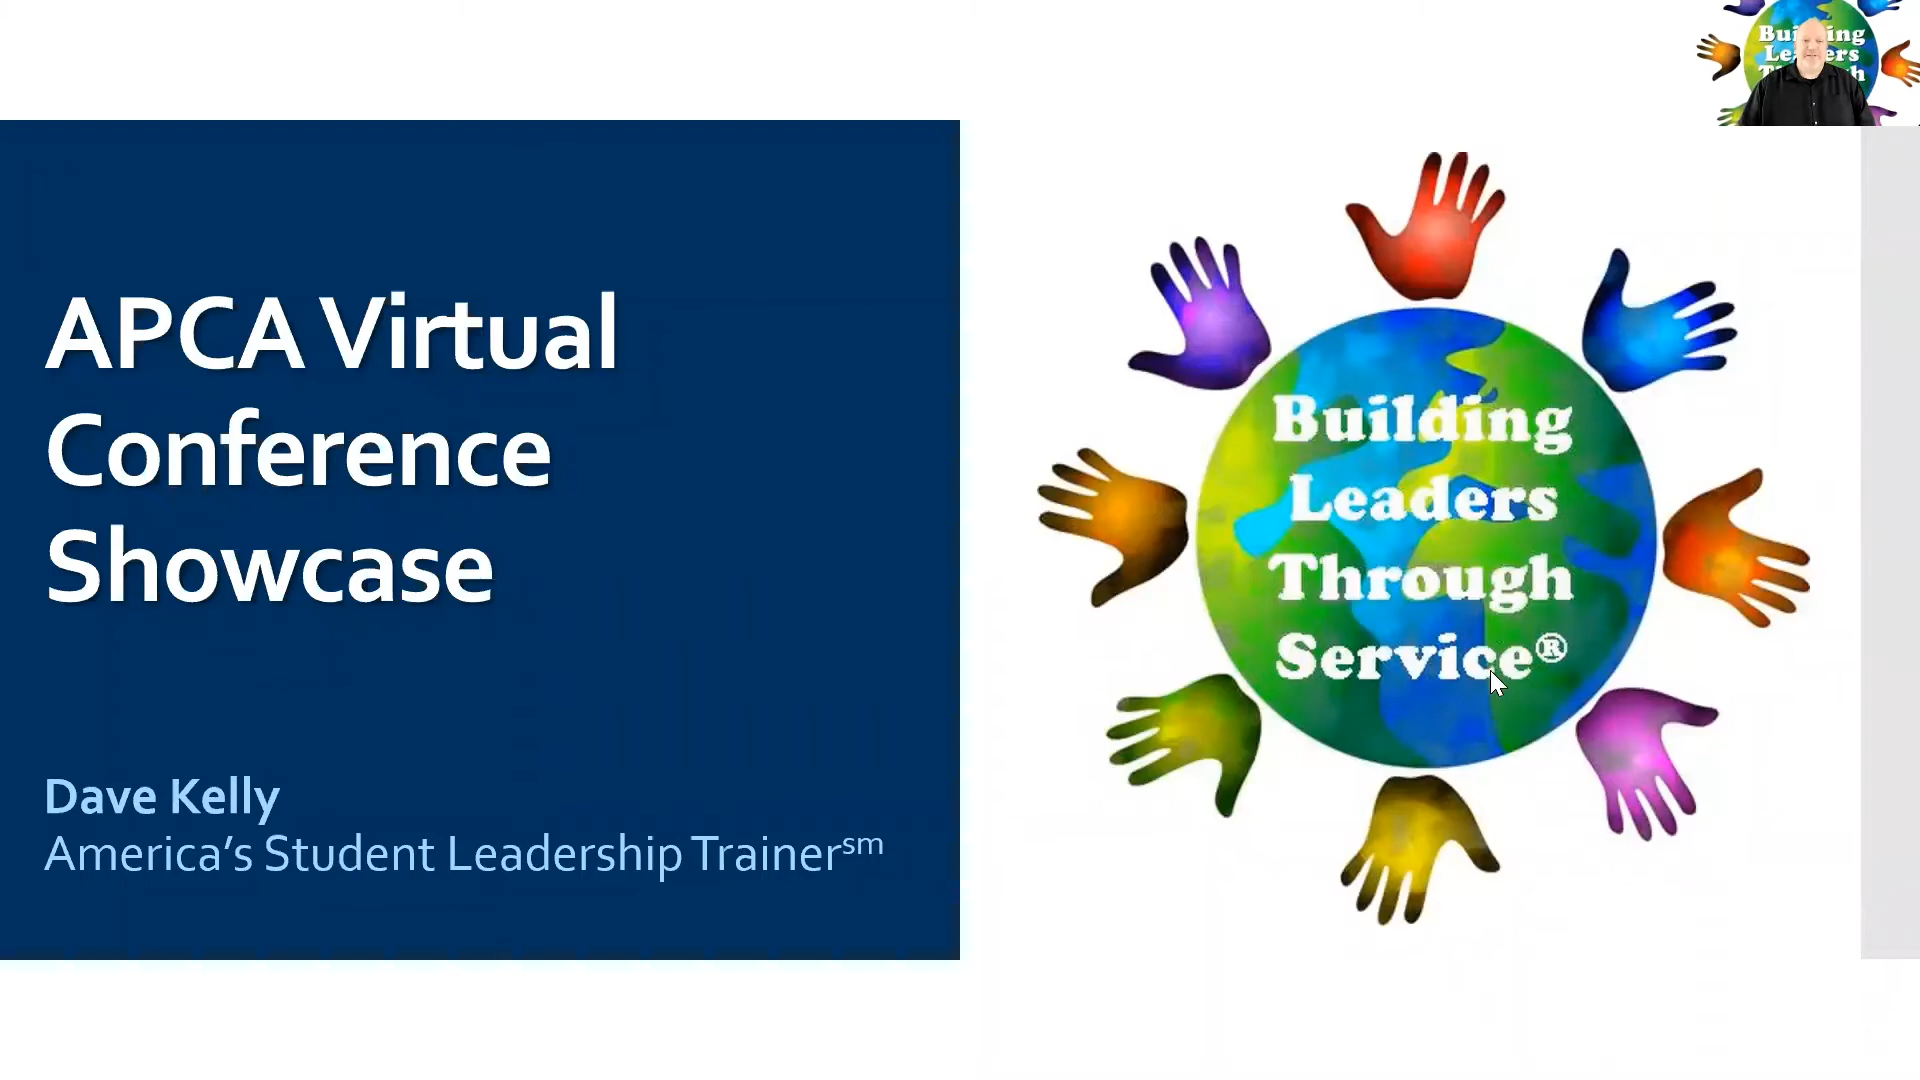 APCA Virtual
Conference
Showcase
Dave Kelly
America's Student Leadership Trainer℠
Building
Leaders
Through
Service®